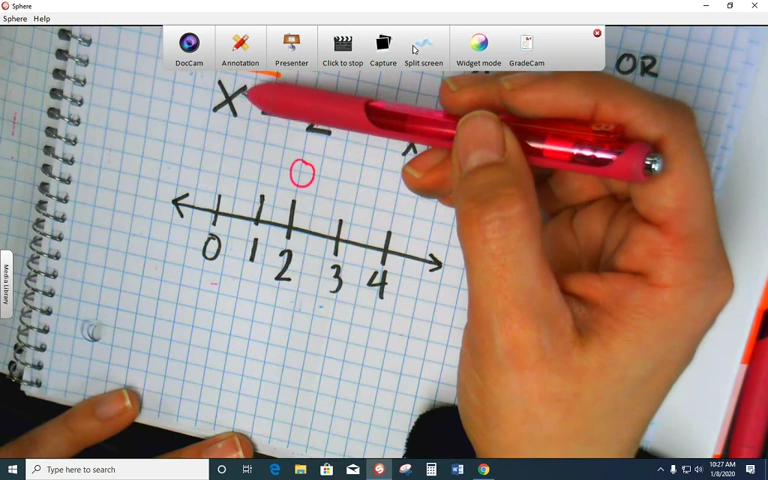 Sphere
Sphere Help
DocCam Annotation Presenter Click to stop Capture Split screen Widget mode GradeCam
OR
X
0 1 2 3 4
Media Library
Type here to search
10:27 AM
1/8/2020